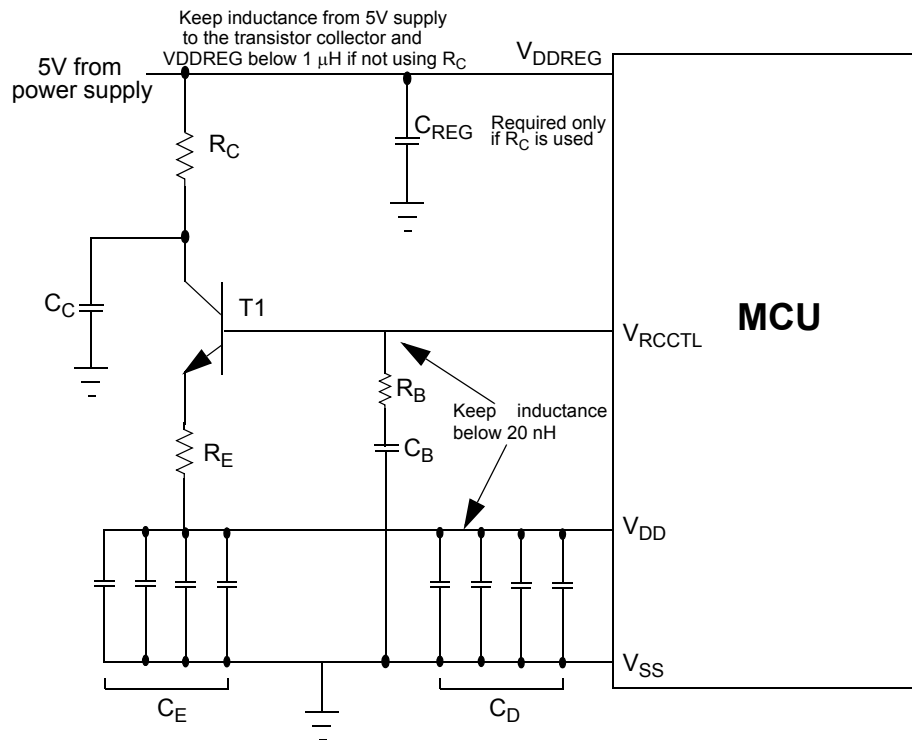 Keep inductance from 5V supply
to the transistor collector and
VDDREG below 1 μH if not using RC
VDDREG
5V from
power supply
CREG
Required only
if RC is used
RC
CC
T1
MCU
VRCCTL
RB
Keep inductance
below 20 nH
CB
RE
VDD
VSS
CE
CD